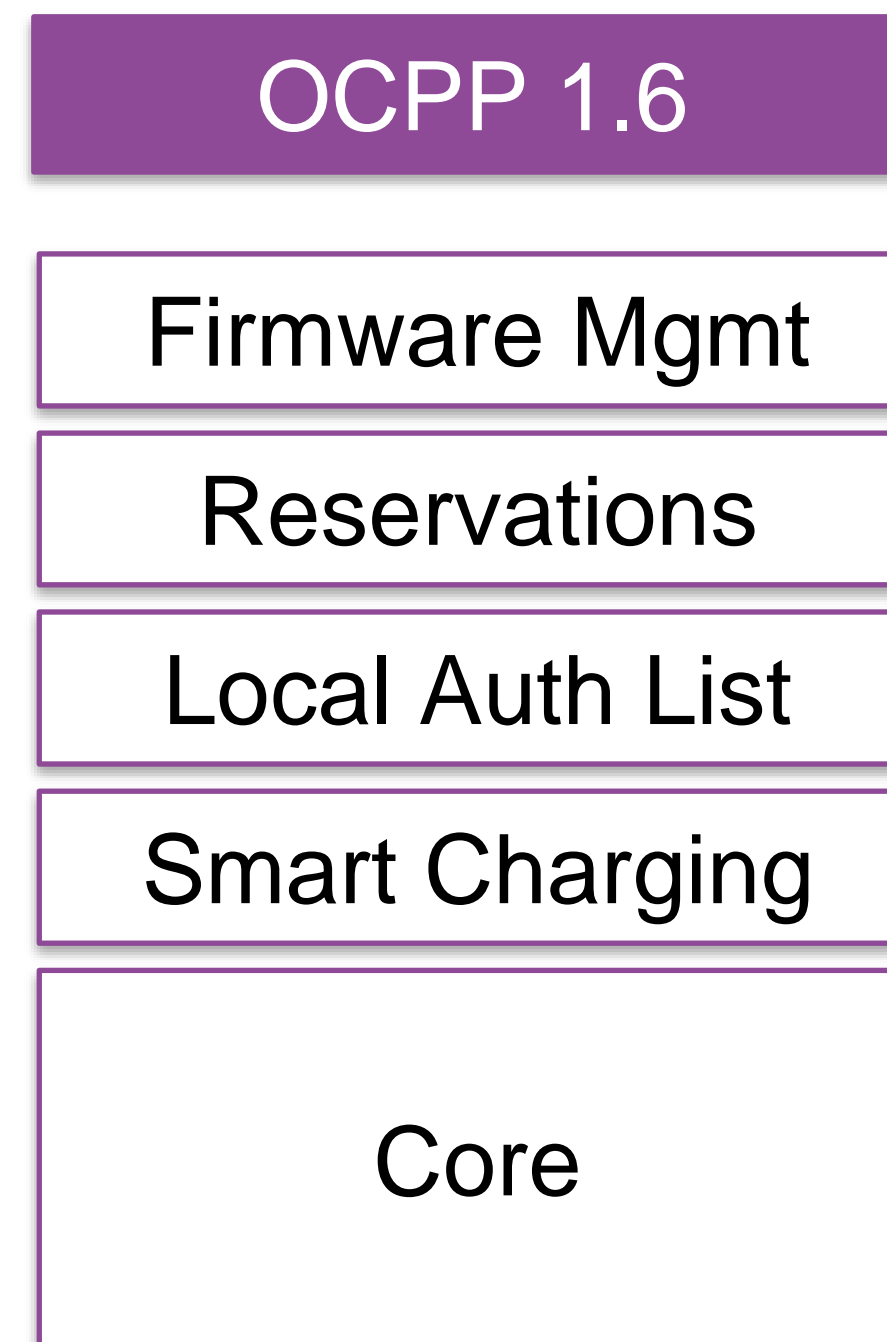 OCPP 1.6
Firmware Mgmt
Reservations
Local Auth List
Smart Charging
Core